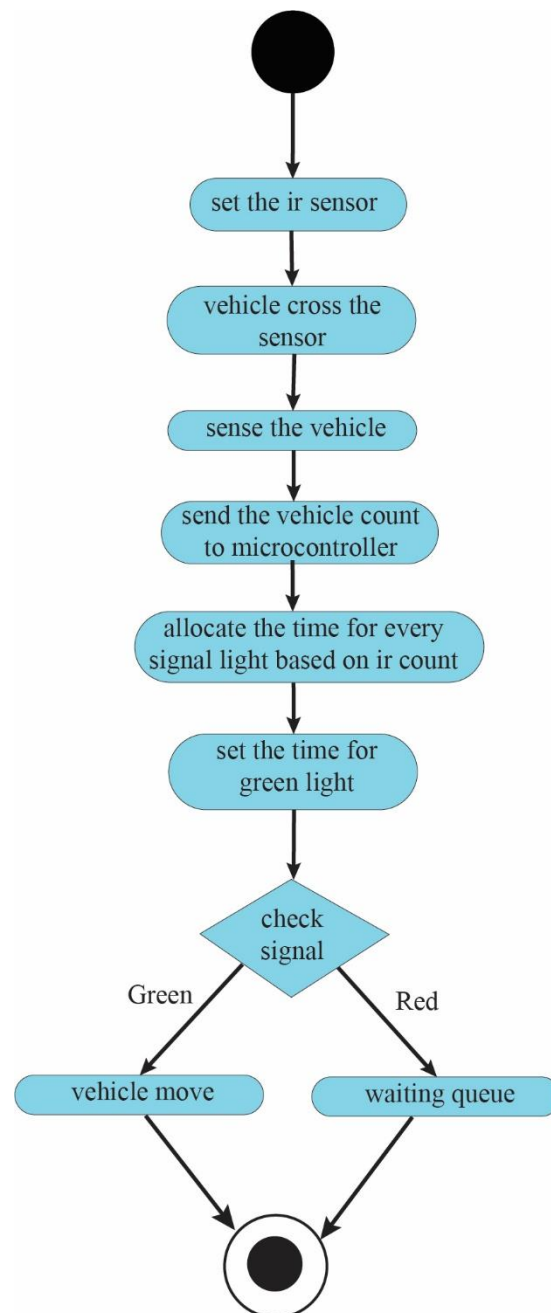 set the ir sensor
vehicle cross the
sensor
sense the vehicle
send the vehicle count
to microcontroller
allocate the time for every
signal light based on ir count
set the time for
green light
check
signal
Green
Red
vehicle move
waiting queue